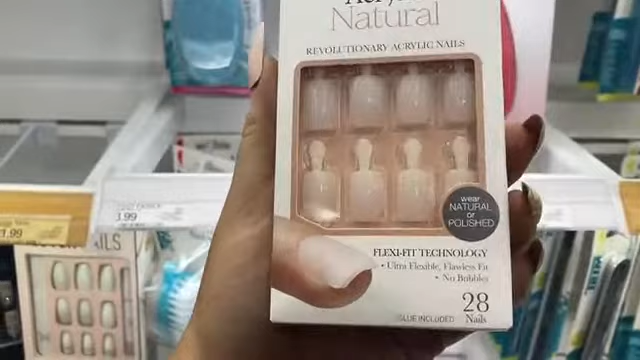 Natural
REVOLUTIONARY ACRYLIC NAILS
wear
NATURAL
or
POLISHED
FLEXI-FIT TECHNOLOGY
• Ultra Flexible, Flawless Fit
• No Bubbles
28
Nails
GLUE INCLUDED
3.99
NAILS